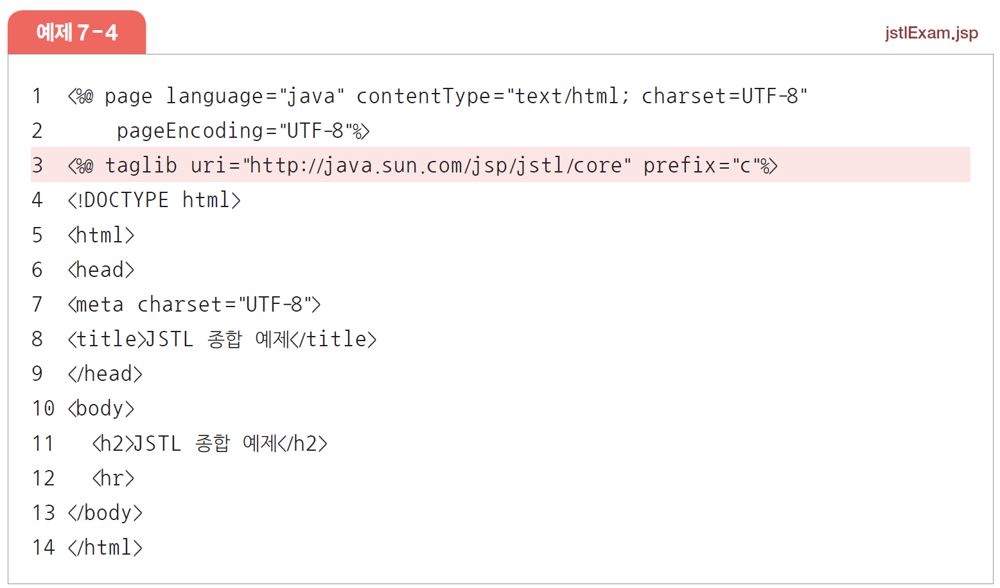 예제 7-4
jstlExam.jsp
1 <%@ page language="java" contentType="text/html; charset=UTF-8"
2     pageEncoding="UTF-8"%>
3 <%@ taglib uri="http://java.sun.com/jsp/jstl/core" prefix="c"%>
4 <!DOCTYPE html>
5 <html>
6 <head>
7 <meta charset="UTF-8">
8 <title>JSTL 종합 예제</title>
9 </head>
10 <body>
11   <h2>JSTL 종합 예제</h2>
12   <hr>
13 </body>
14 </html>